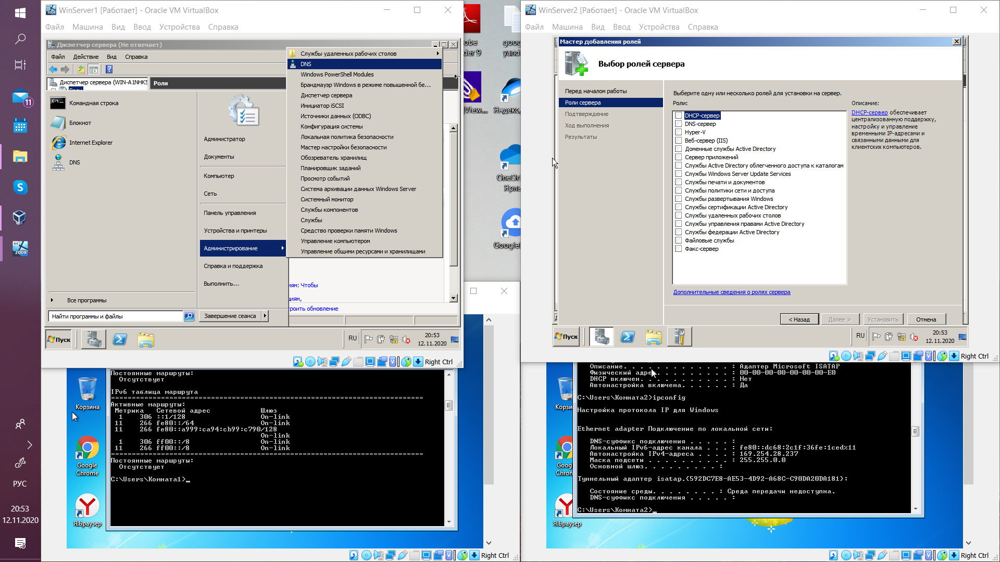 WinServer1 [Работает] - Oracle VM VirtualBox
Файл Машина Вид Ввод Устройства Справка
Диспетчер сервера (Не отвечает)
Файл Действие Вид Справка
Диспетчер сервера (WIN-A1NHK5
Роли
Роли
Командная строка
Блокнот
Internet Explorer
DNS
Все программы
Найти программы и файлы
Администратор
Документы
Компьютер
Сеть
Панель управления
Устройства и принтеры
Администрирование
Справка и поддержка
Выполнить...
Завершение сеанса
Службы удаленных рабочих столов
DNS
Windows PowerShell Modules
Брандмауэр Windows в режиме повышенной бе...
Диспетчер сервера
Инициатор iSCSI
Источники данных (ODBC)
Конфигурация системы
Локальная политика безопасности
Мастер настройки безопасности
Обозреватель хранилищ
Планировщик заданий
Просмотр событий
Система архивации данных Windows Server
Системный монитор
Службы компонентов
Службы
Средство проверки памяти Windows
Управление компьютером
Управление общими ресурсами и хранилищами
иям: Чтобы
циям,
роить обновление
Пуск
RU
20:53
12.11.2020
Right Ctrl
obe
der 9
goog
yand
View....
Яндекс,
OneDri
Ярль
Google
WinServer2 [Работает] - Oracle VM VirtualBox
Файл Машина Вид Ввод Устройства Справка
Мастер добавления ролей
Выбор ролей сервера
Перед началом работы
Роли сервера
Подтверждение
Ход выполнения
Результаты
Выберите одну или несколько ролей для установки на сервер.
Роли:
DHCP-сервер
DNS-сервер
Hyper-V
Веб-сервер (IIS)
Доменные службы Active Directory
Сервер приложений
Службы Active Directory облегченного доступа к каталогам
Службы Windows Server Update Services
Службы печати и документов
Службы политики сети и доступа
Службы развертывания Windows
Службы сертификации Active Directory
Службы удаленных рабочих столов
Службы управления правами Active Directory
Службы федерации Active Directory
Файловые службы
Факс-сервер
Описание:
DHCP-сервер обеспечивает
централизованную поддержку,
настройку и управление
временными IP-адресами и
связанными данными для
клиентских компьютеров.
Дополнительные сведения о ролях сервера
< Назад
Далее >
Установить
Отмена
Пуск
RU
20:53
12.11.2020
Right Ctrl
11
64
2008
РУС
20:53
12.11.2020
Корзина
Google
Chrome
Я.Браузер
Постоянные маршруты:
Отсутствует
IPv6 таблица маршрута
===========================================================================
Активные маршруты:
Метрика Сетевой адрес Шлюз
1 306 ::1/128 On-link
11 266 fe80::/64 On-link
11 266 fe80::a999:ca94:cb99:c790/128
On-link
1 306 ff00::/8 On-link
11 266 ff00::/8 On-link
===========================================================================
Постоянные маршруты:
Отсутствует
C:\Users\Комната1>_
Right Ctrl
Корзи
Goog
Chron
Я.Браузер
Описание. . . . . . . . . . . . . : Адаптер Microsoft ISATAP
Физический адрес. . . . . . . . . : 00-00-00-00-00-00-00-E0
DHCP включен. . . . . . . . . . . : Нет
Автонастройка включена. . . . . . : Да
C:\Users\Комната2>ipconfig
Настройка протокола IP для Windows
Ethernet adapter Подключение по локальной сети:
DNS-суффикс подключения . . . . . :
Локальный IPv6-адрес канала . . . : fe80::dc68:2c1f:36fe:1ced%11
Автонастройка IPv4-адреса . . . . : 169.254.28.237
Маска подсети . . . . . . . . . . : 255.255.0.0
Основной шлюз. . . . . . . . . :
Туннельный адаптер isatap.{592DC7E8-AE53-4D92-A68C-C90DA20DA181}:
Состояние среды. . . . . . . . : Среда передачи недоступна.
DNS-суффикс подключения . . . . . :
C:\Users\Комната2>_
Right Ctrl